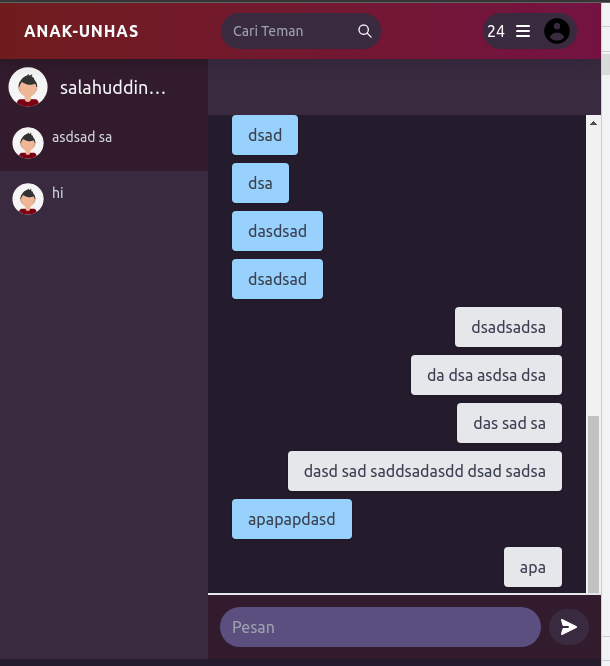 ANAK-UNHAS
Cari Teman
24
salahuddin...
asdsad sa
hi
dsad
dsa
dasdsad
dsadsad
dsadsadsa
da dsa asdsa dsa
das sad sa
dasd sad saddsadasdd dsad sadsa
apapapdasd
apa
Pesan